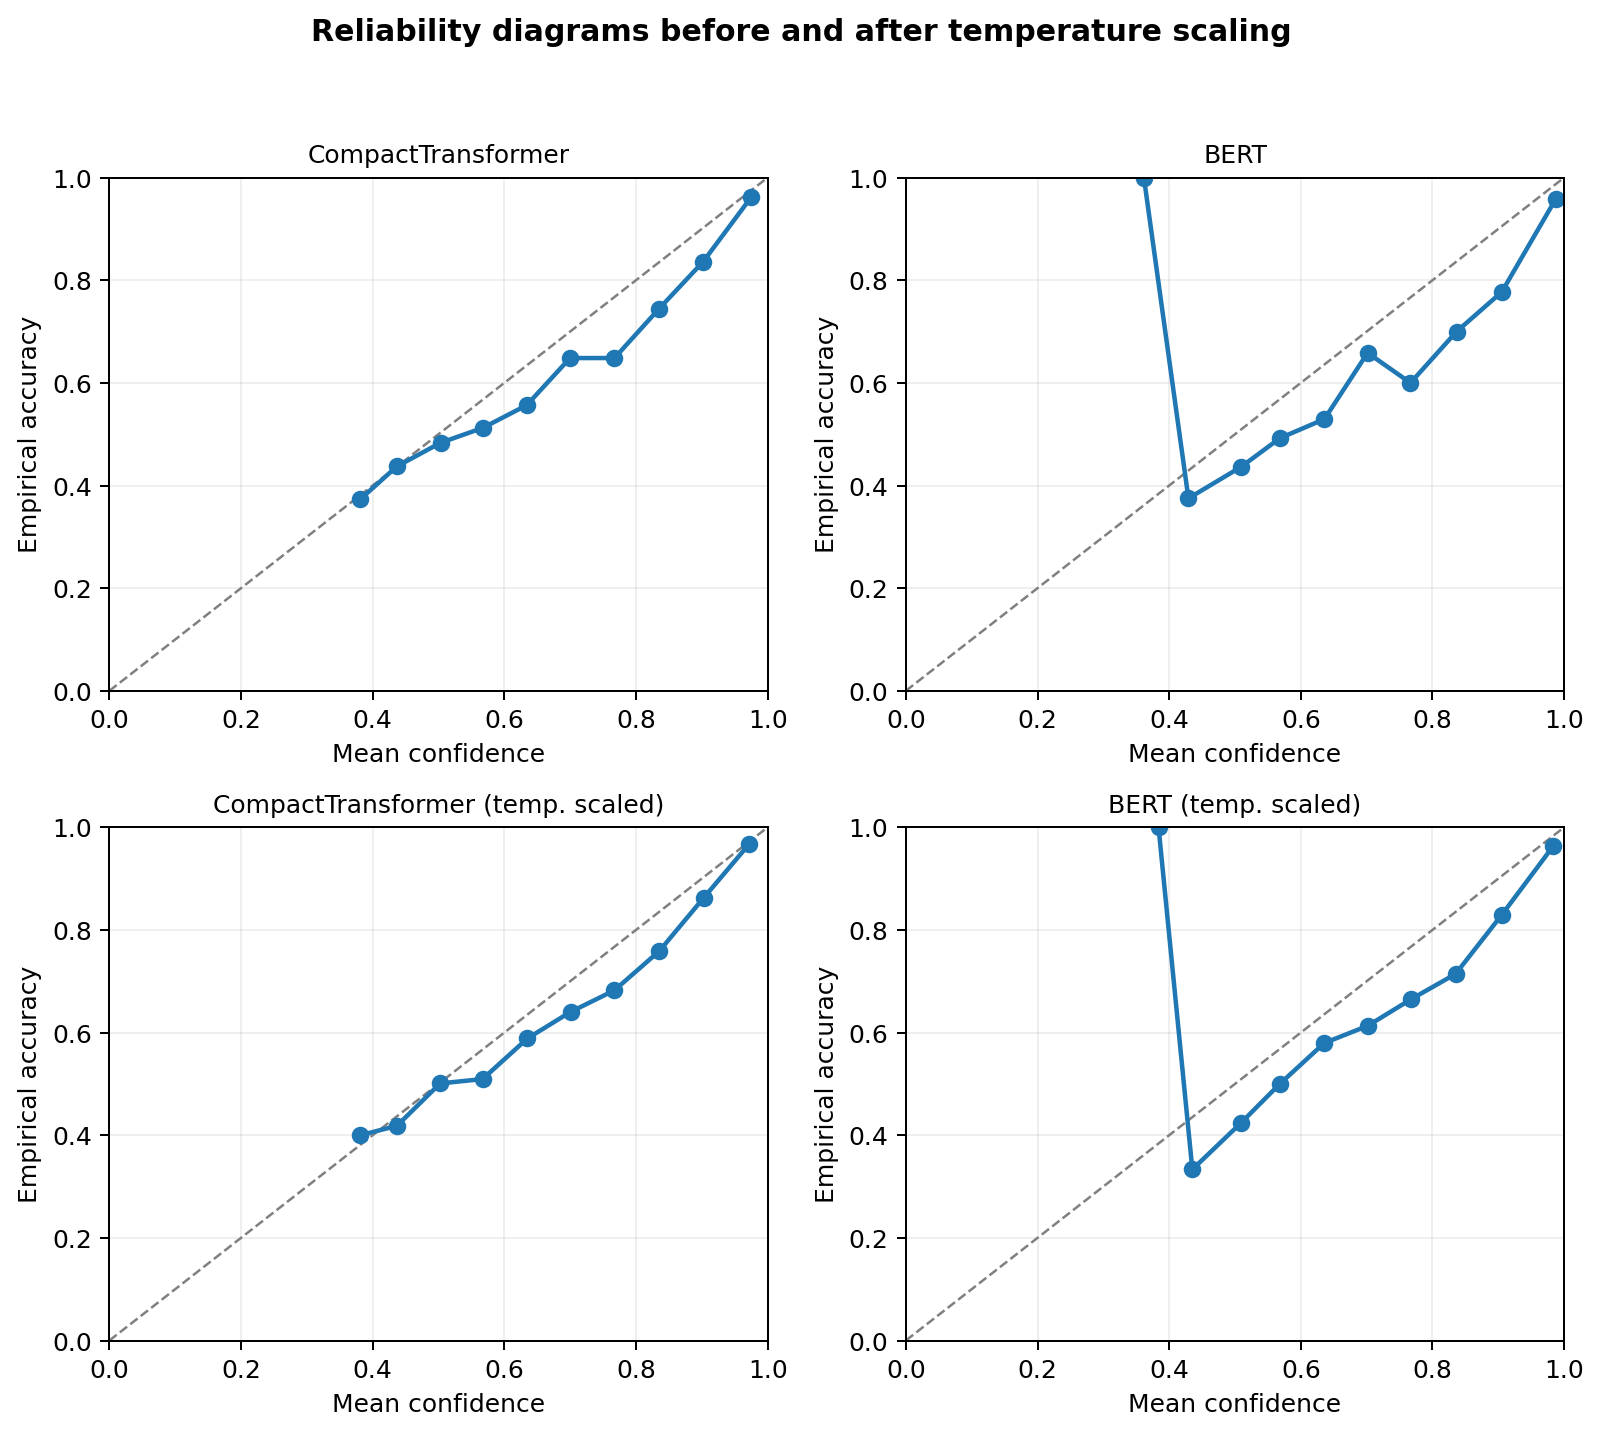 Reliability diagrams before and after temperature scaling
CompactTransformer
1.0
0.8
0.6
0.4
0.2
0.0
Empirical accuracy
0.0 0.2 0.4 0.6 0.8 1.0
Mean confidence
BERT
1.0
0.8
0.6
0.4
0.2
0.0
Empirical accuracy
0.0 0.2 0.4 0.6 0.8 1.0
Mean confidence
CompactTransformer (temp. scaled)
1.0
0.8
0.6
0.4
0.2
0.0
Empirical accuracy
0.0 0.2 0.4 0.6 0.8 1.0
Mean confidence
BERT (temp. scaled)
1.0
0.8
0.6
0.4
0.2
0.0
Empirical accuracy
0.0 0.2 0.4 0.6 0.8 1.0
Mean confidence